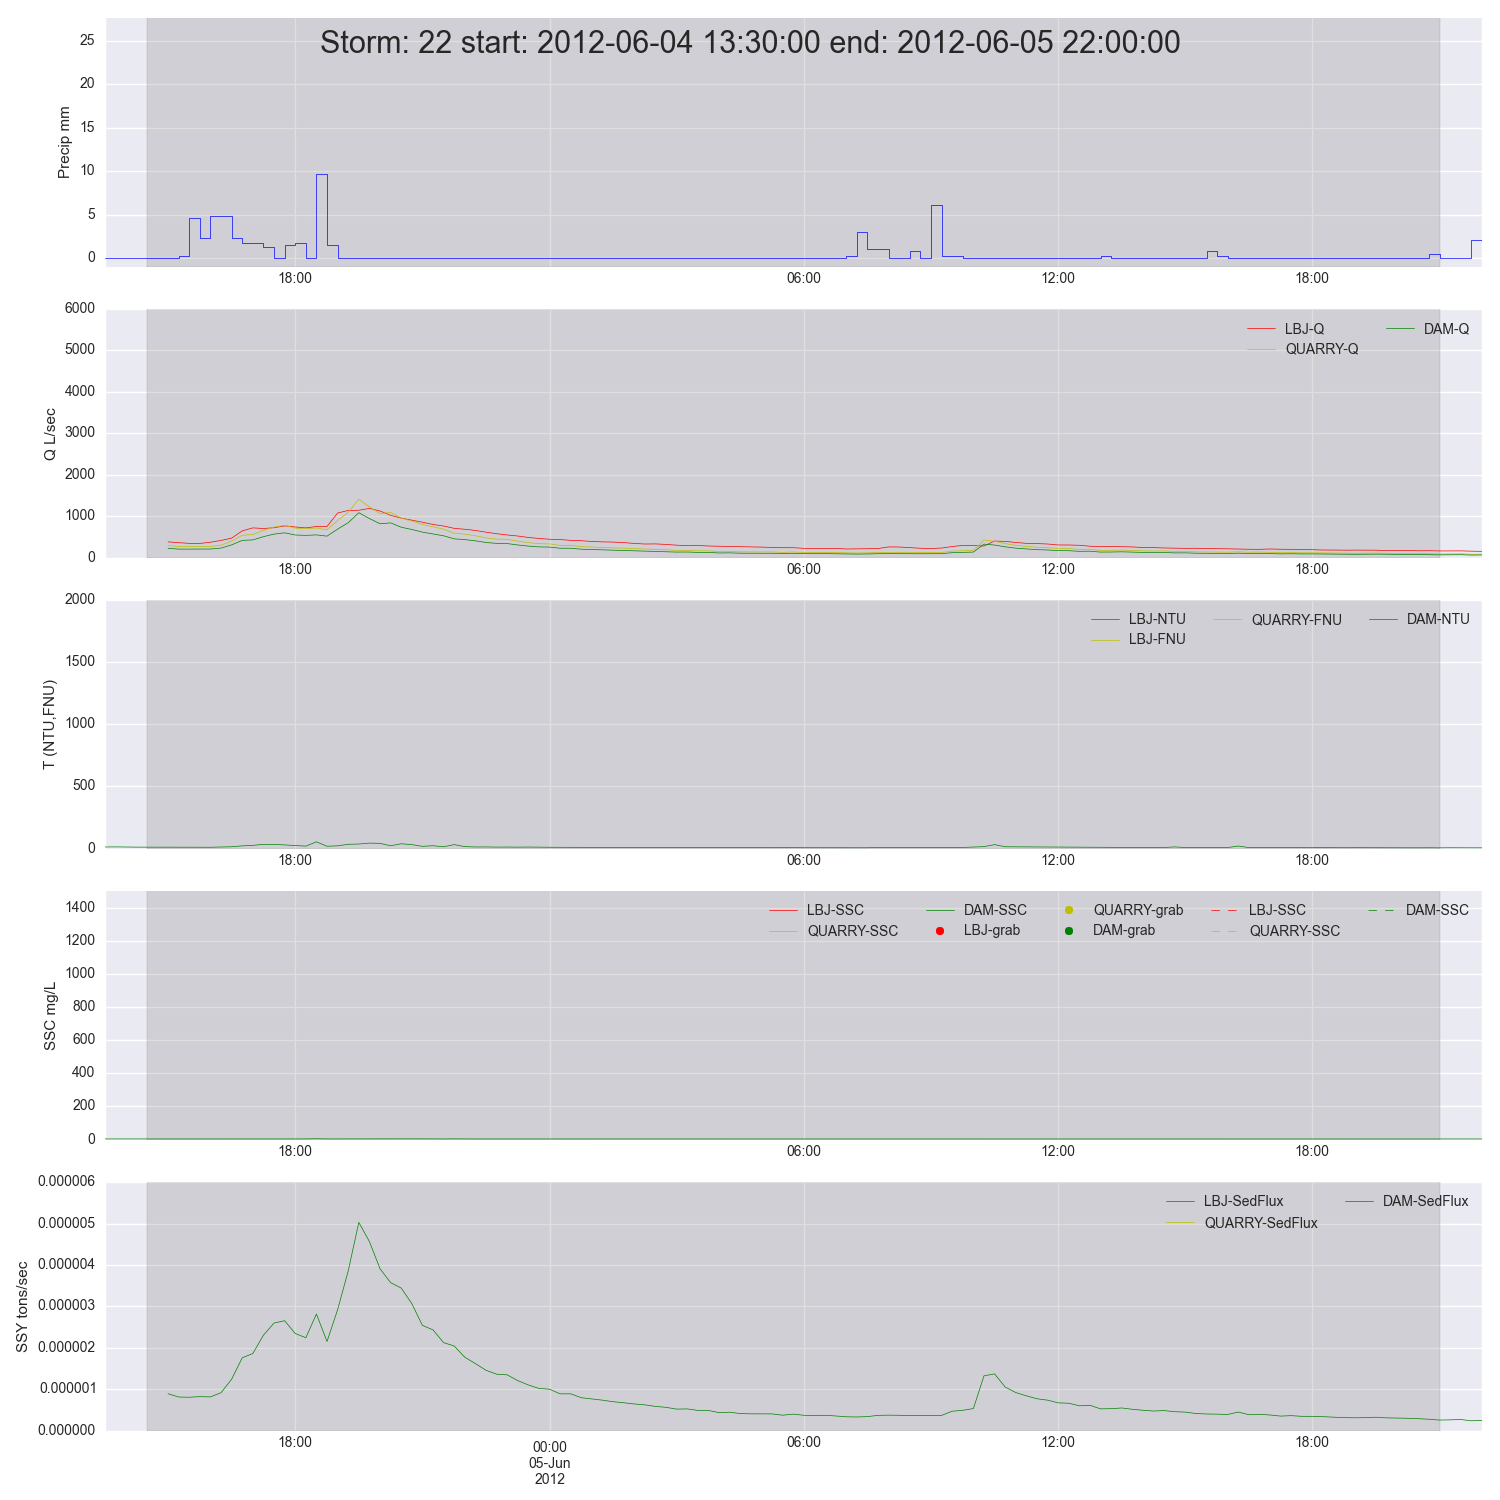 Storm: 22 start: 2012-06-04 13:30:00 end: 2012-06-05 22:00:00
Precip mm
25
20
15
10
5
0
18:00 06:00 12:00 18:00
Q L/sec
6000
5000
4000
3000
2000
1000
0
LBJ-Q DAM-Q
QUARRY-Q
18:00 06:00 12:00 18:00
T (NTU,FNU)
2000
1500
1000
500
0
LBJ-NTU QUARRY-FNU DAM-NTU
LBJ-FNU
18:00 06:00 12:00 18:00
SSC mg/L
1400
1200
1000
800
600
400
200
0
LBJ-SSC DAM-SSC QUARRY-grab LBJ-SSC DAM-SSC
QUARRY-SSC LBJ-grab DAM-grab QUARRY-SSC
18:00 06:00 12:00 18:00
SSY tons/sec
0.000006
0.000005
0.000004
0.000003
0.000002
0.000001
0.000000
LBJ-SedFlux DAM-SedFlux
QUARRY-SedFlux
18:00 00:00 06:00 12:00 18:00
05-Jun
2012